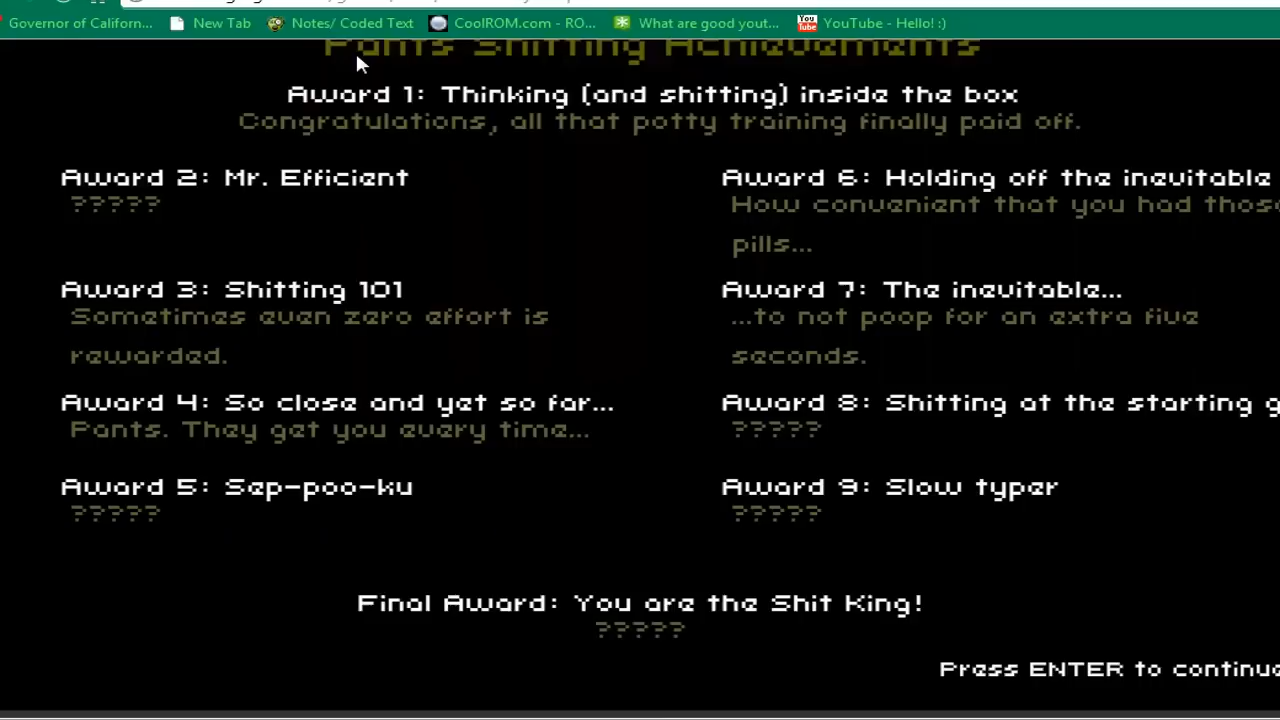 Governor of Californ... New Tab Notes/ Coded Text CoolROM.com - RO... What are good yout... YouTube - Hello! :)
Pants Shitting Achievements
Award 1: Thinking (and shitting) inside the box
Congratulations, all that potty training finally paid off.
Award 2: Mr. Efficient
?????
Award 3: Shitting 101
Sometimes even zero effort is
rewarded.
Award 4: So close and yet so far...
Pants. They get you every time...
Award 5: Sep-poo-ku
?????
Award 6: Holding off the inevitable
How convenient that you had those
pills...
Award 7: The inevitable...
...to not poop for an extra five
seconds.
Award 8: Shitting at the starting g
?????
Award 9: Slow typer
?????
Final Award: You are the Shit King!
?????
Press ENTER to continue